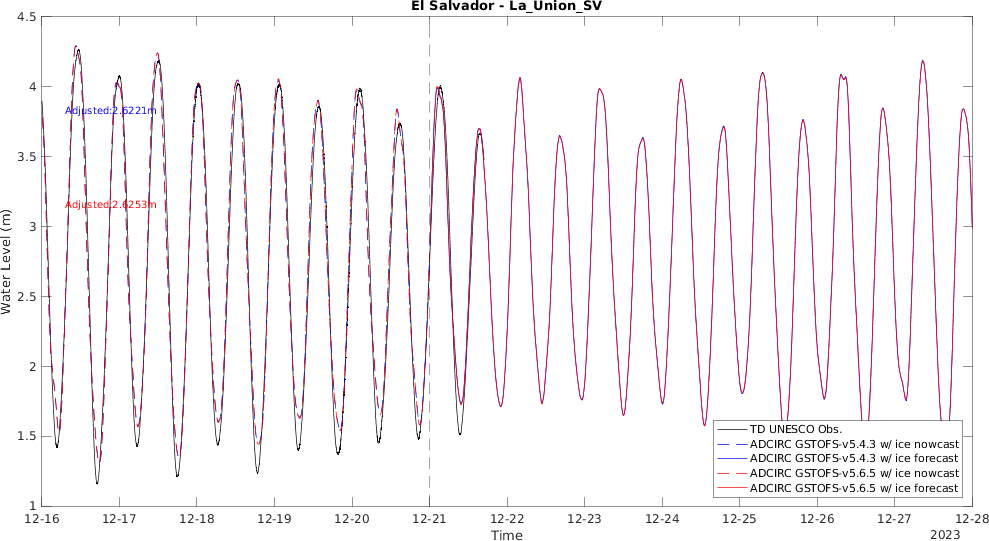 El Salvador - La_Union_SV
4.5
4
3.5
3
2.5
2
1.5
1
Water Level (m)
Adjusted:2.6221m
Adjusted:2.6253m
TD UNESCO Obs.
ADCIRC GSTOFS-v5.4.3 w/ ice nowcast
ADCIRC GSTOFS-v5.4.3 w/ ice forecast
ADCIRC GSTOFS-v5.6.5 w/ ice nowcast
ADCIRC GSTOFS-v5.6.5 w/ ice forecast
12-16 12-17 12-18 12-19 12-20 12-21 12-22 12-23 12-24 12-25 12-26 12-27 12-28
Time
2023